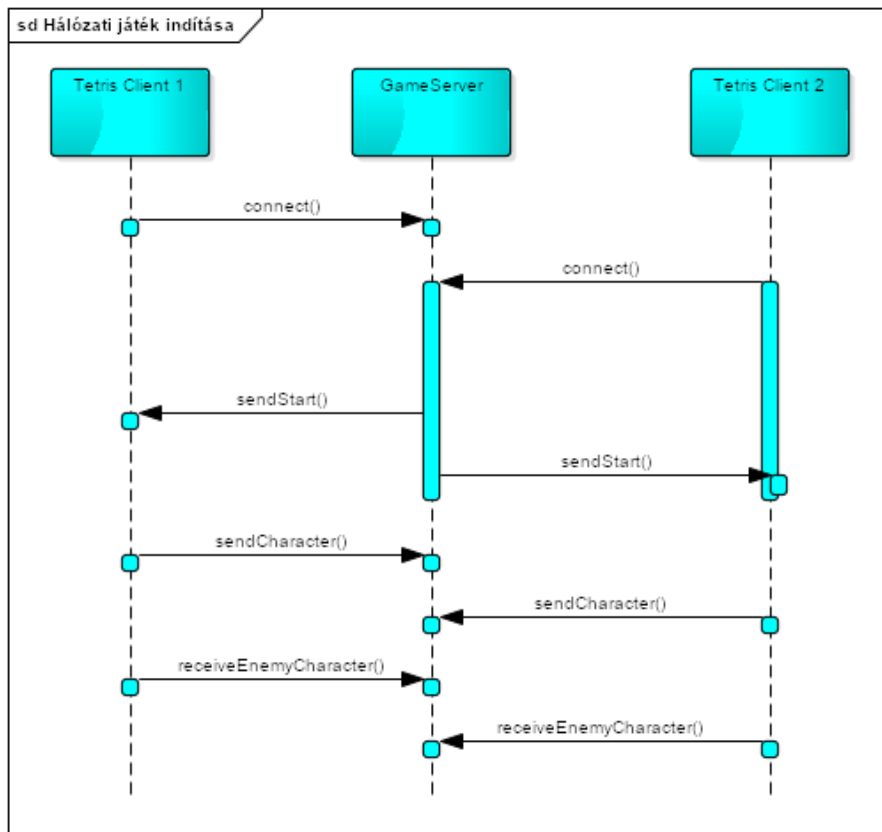 sd Hálózati játék indítása
Tetris Client 1
GameServer
Tetris Client 2
connect()
connect()
sendStart()
sendStart()
sendCharacter()
sendCharacter()
receiveEnemyCharacter()
receiveEnemyCharacter()